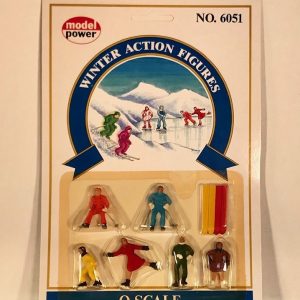 model
power
NO. 6051
WINTER ACTION FIGURES
O SCALE